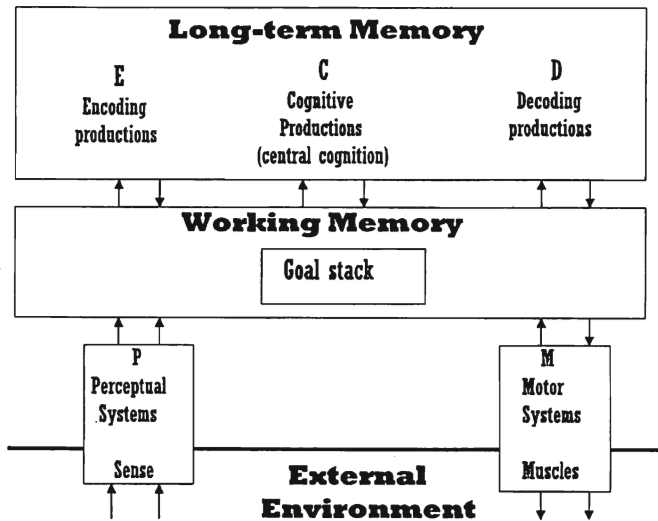 Long-term Memory
E
Encoding
productions
C
Cognitive
Productions
(central cognition)
D
Decoding
productions
Working Memory
Goal stack
P
Perceptual
Systems
Sense
M
Motor
Systems
Muscles
External
Environment